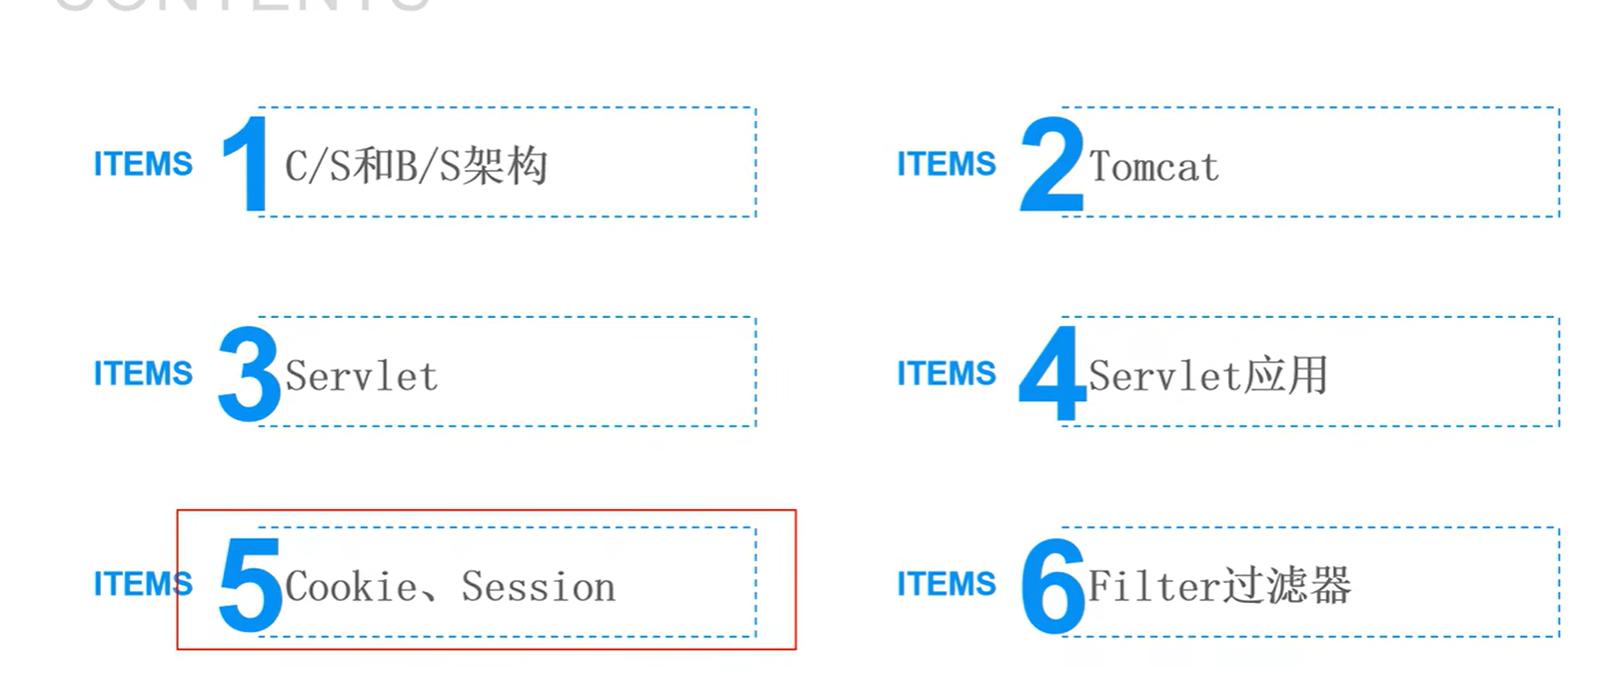 CONTENTS
ITEMS 1 C/S和B/S架构
ITEMS 2 Tomcat
ITEMS 3 Servlet
ITEMS 4 Servlet应用
ITEMS 5 Cookie、Session
ITEMS 6 Filter过滤器